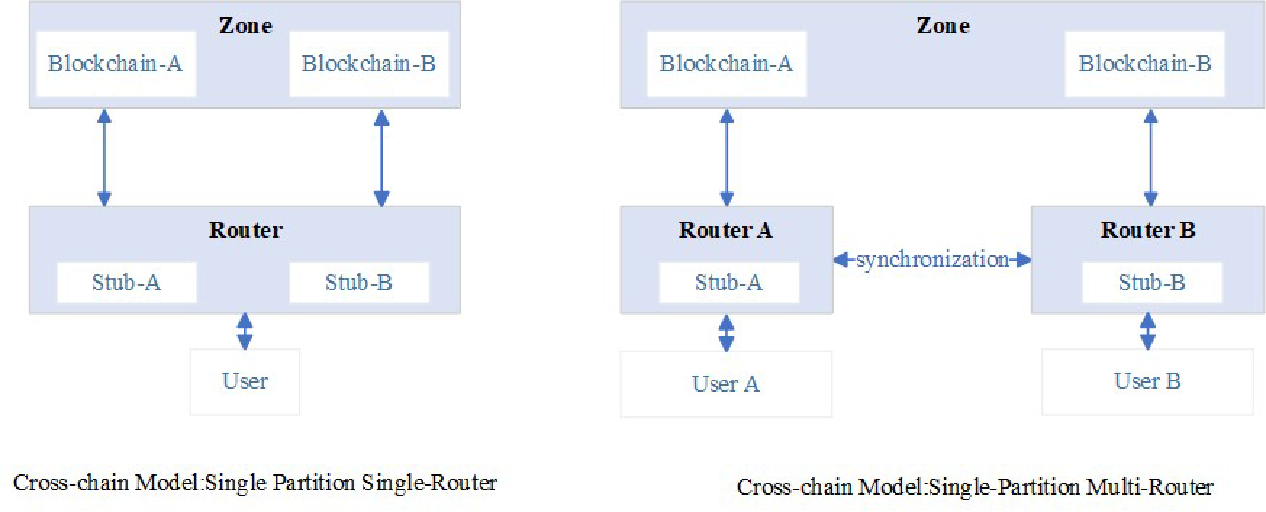 Zone
Blockchain-A
Blockchain-B
Router
Stub-A
Stub-B
User
Cross-chain Model:Single Partition Single-Router
Zone
Blockchain-A
Blockchain-B
Router A
Stub-A
synchronization
Router B
Stub-B
User A
User B
Cross-chain Model:Single-Partition Multi-Router